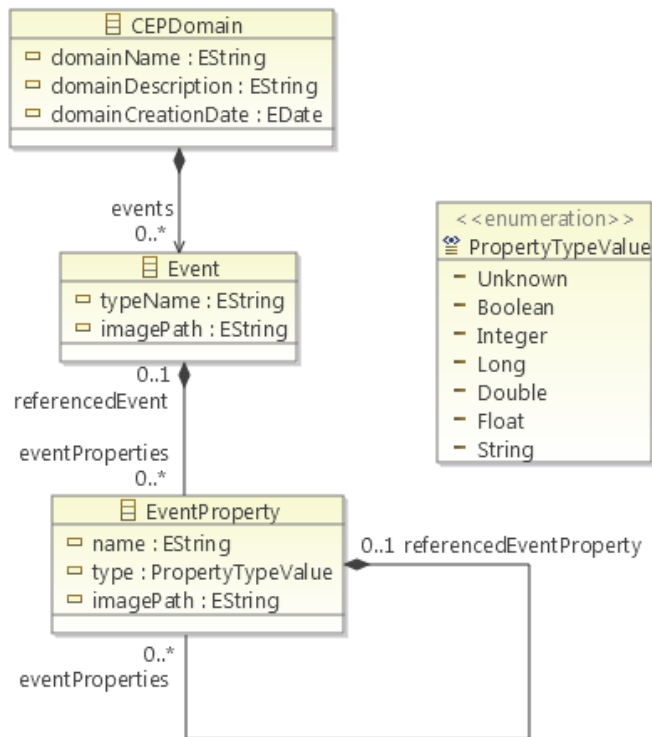 CEPDomain
domainName : EString
domainDescription : EString
domainCreationDate : EDate
events
0..*
Event
typeName : EString
imagePath : EString
0..1
referencedEvent
eventProperties
0..*
EventProperty
name : EString
type : PropertyTypeValue
imagePath : EString
0..1 referencedEventProperty
0..*
eventProperties
<<enumeration>>
PropertyTypeValue
Unknown
Boolean
Integer
Long
Double
Float
String